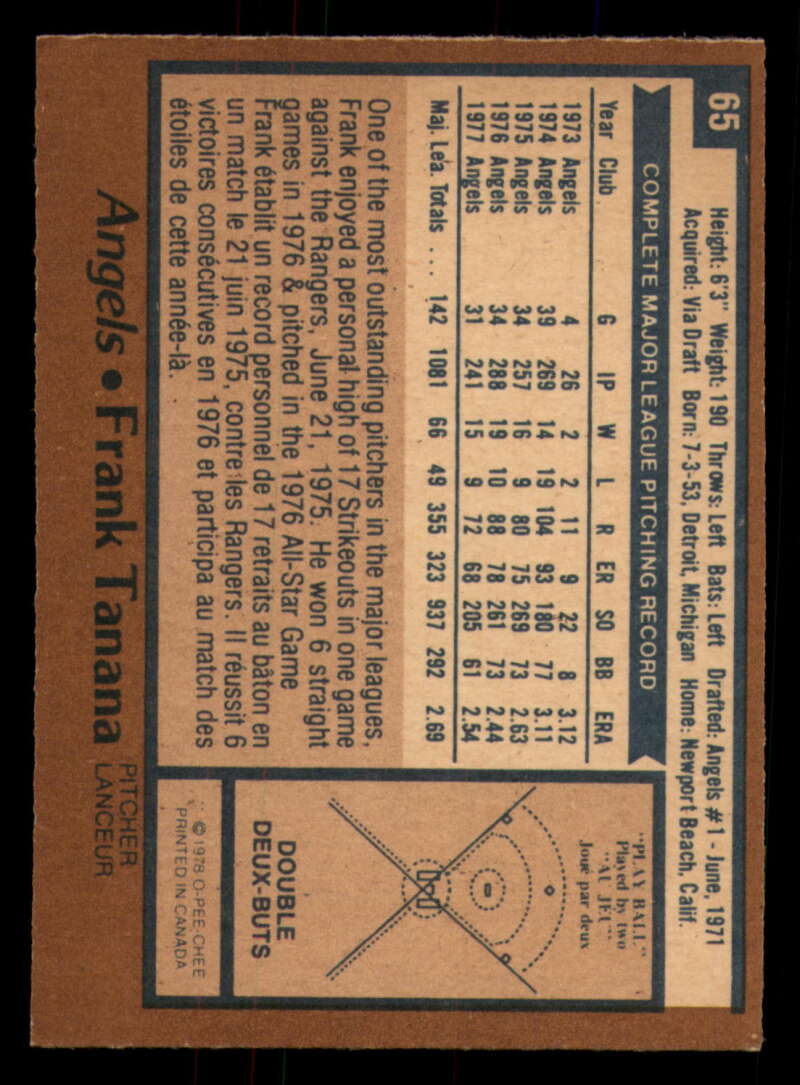 65
Height: 6'3" Weight: 190 Throws: Left Bats: Left Drafted: Angels #1 - June, 1971
Acquired: Via Draft Born: 7-3-53, Detroit, Michigan Home: Newport Beach, Calif.
COMPLETE MAJOR LEAGUE PITCHING RECORD
Year Club G IP W L R ER SO BB ERA
1973 Angels 4 26 2 2 11 9 22 8 3.12
1974 Angels 39 269 14 19 104 93 180 77 3.11
1975 Angels 34 257 16 9 80 75 269 73 2.63
1976 Angels 34 288 19 10 88 78 261 73 2.44
1977 Angels 31 241 15 9 72 68 205 61 2.54
Maj. Lea. Totals . . . 142 1081 66 49 355 323 937 292 2.69
One of the most outstanding pitchers in the major leagues,
Frank enjoyed a personal high of 17 Strikeouts in one game
against the Rangers, June 21, 1975. He won 6 straight
games in 1976 & pitched in the 1976 All-Star Game
Frank établit un record personnel de 17 retraits au bâton en
un match le 21 juin 1975, contre les Rangers. Il réussit 6
victoires consécutives en 1976 et participa au match des
étoiles de cette année-là.
"PLAY BALL"
Played by two
"AU JEU"
Joué par deux
DOUBLE
DEUX-BUTS
© 1978 O-PEE-CHEE
PRINTED IN CANADA
Angels • Frank Tanana PITCHER
LANCEUR